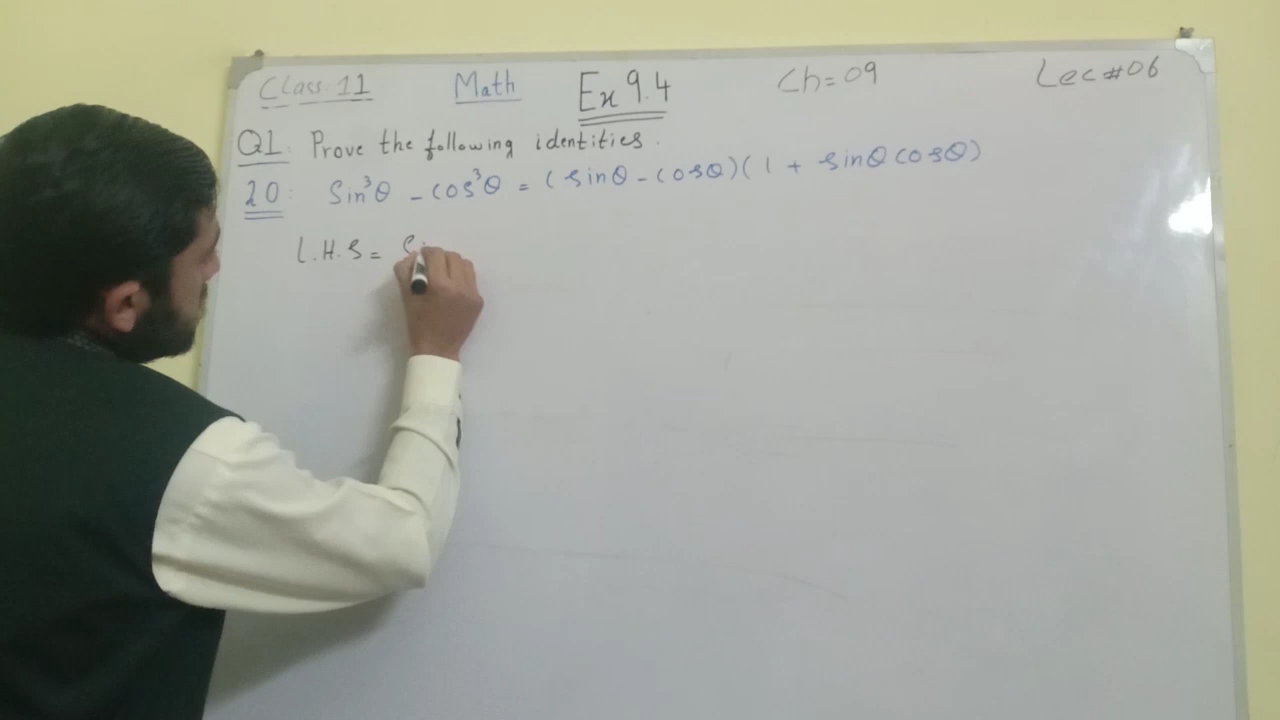 Class: 11 Math Ex 9.4 Ch=09 Lec#06
Q1. Prove the following identities.
20: Sin³θ - cos³θ = (sinθ - cosθ)(1 + sinθ cosθ)
L.H.S =